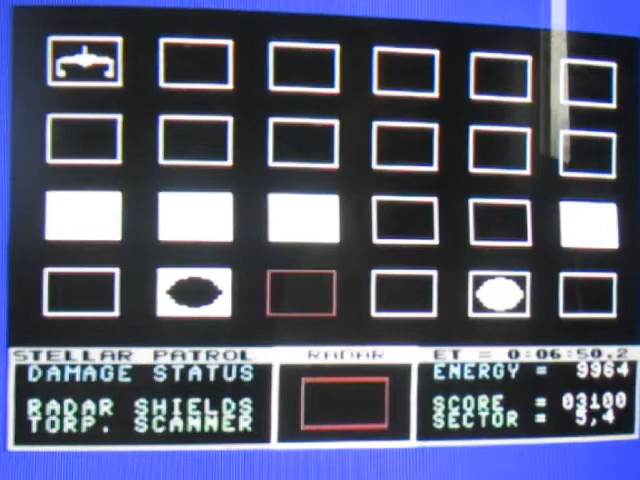 STELLAR PATROL
RADAR
ET = 0:06:50.2
DAMAGE STATUS
ENERGY = 9964
RADAR SHIELDS
SCORE = 03100
TORP. SCANNER
SECTOR = 5,4